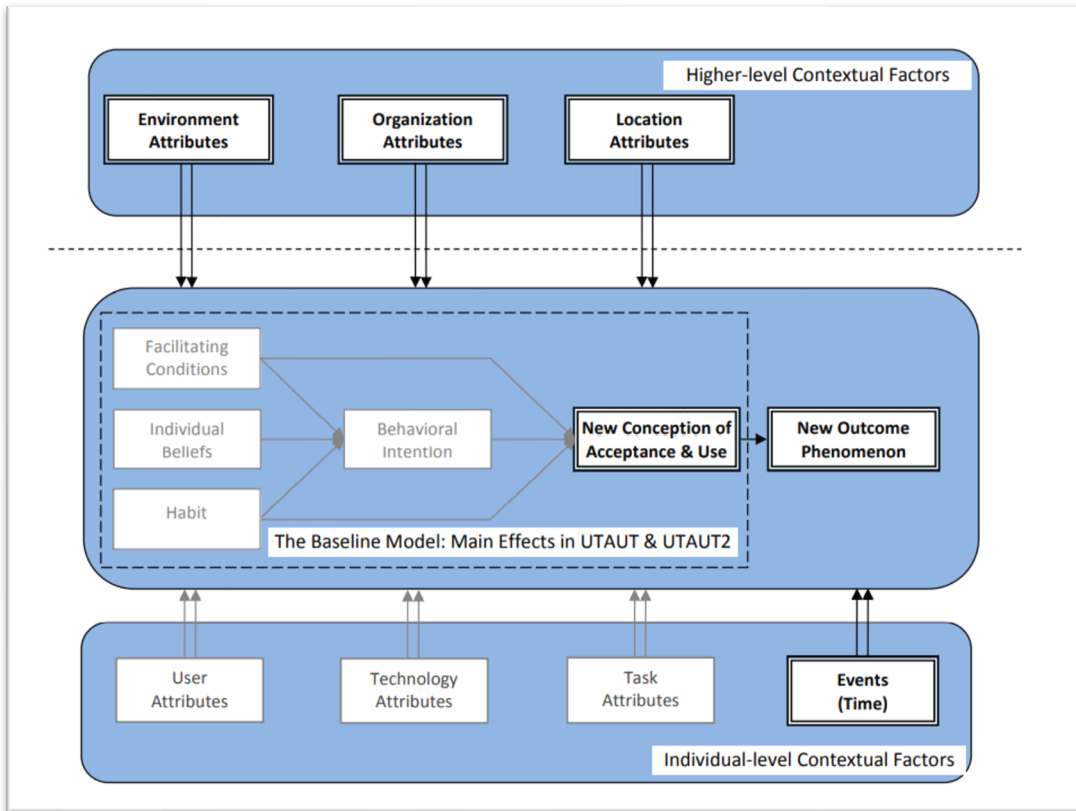 Higher-level Contextual Factors
Environment
Attributes
Organization
Attributes
Location
Attributes
Facilitating
Conditions
Individual
Beliefs
Habit
Behavioral
Intention
New Conception of
Acceptance & Use
New Outcome
Phenomenon
The Baseline Model: Main Effects in UTAUT & UTAUT2
User
Attributes
Technology
Attributes
Task
Attributes
Events
(Time)
Individual-level Contextual Factors